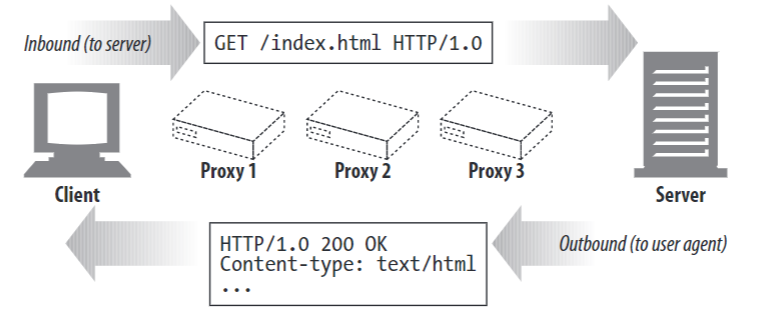 Inbound (to server)
GET /index.html HTTP/1.0
Proxy 1
Proxy 2
Proxy 3
Client
Server
HTTP/1.0 200 OK
Content-type: text/html
...
Outbound (to user agent)